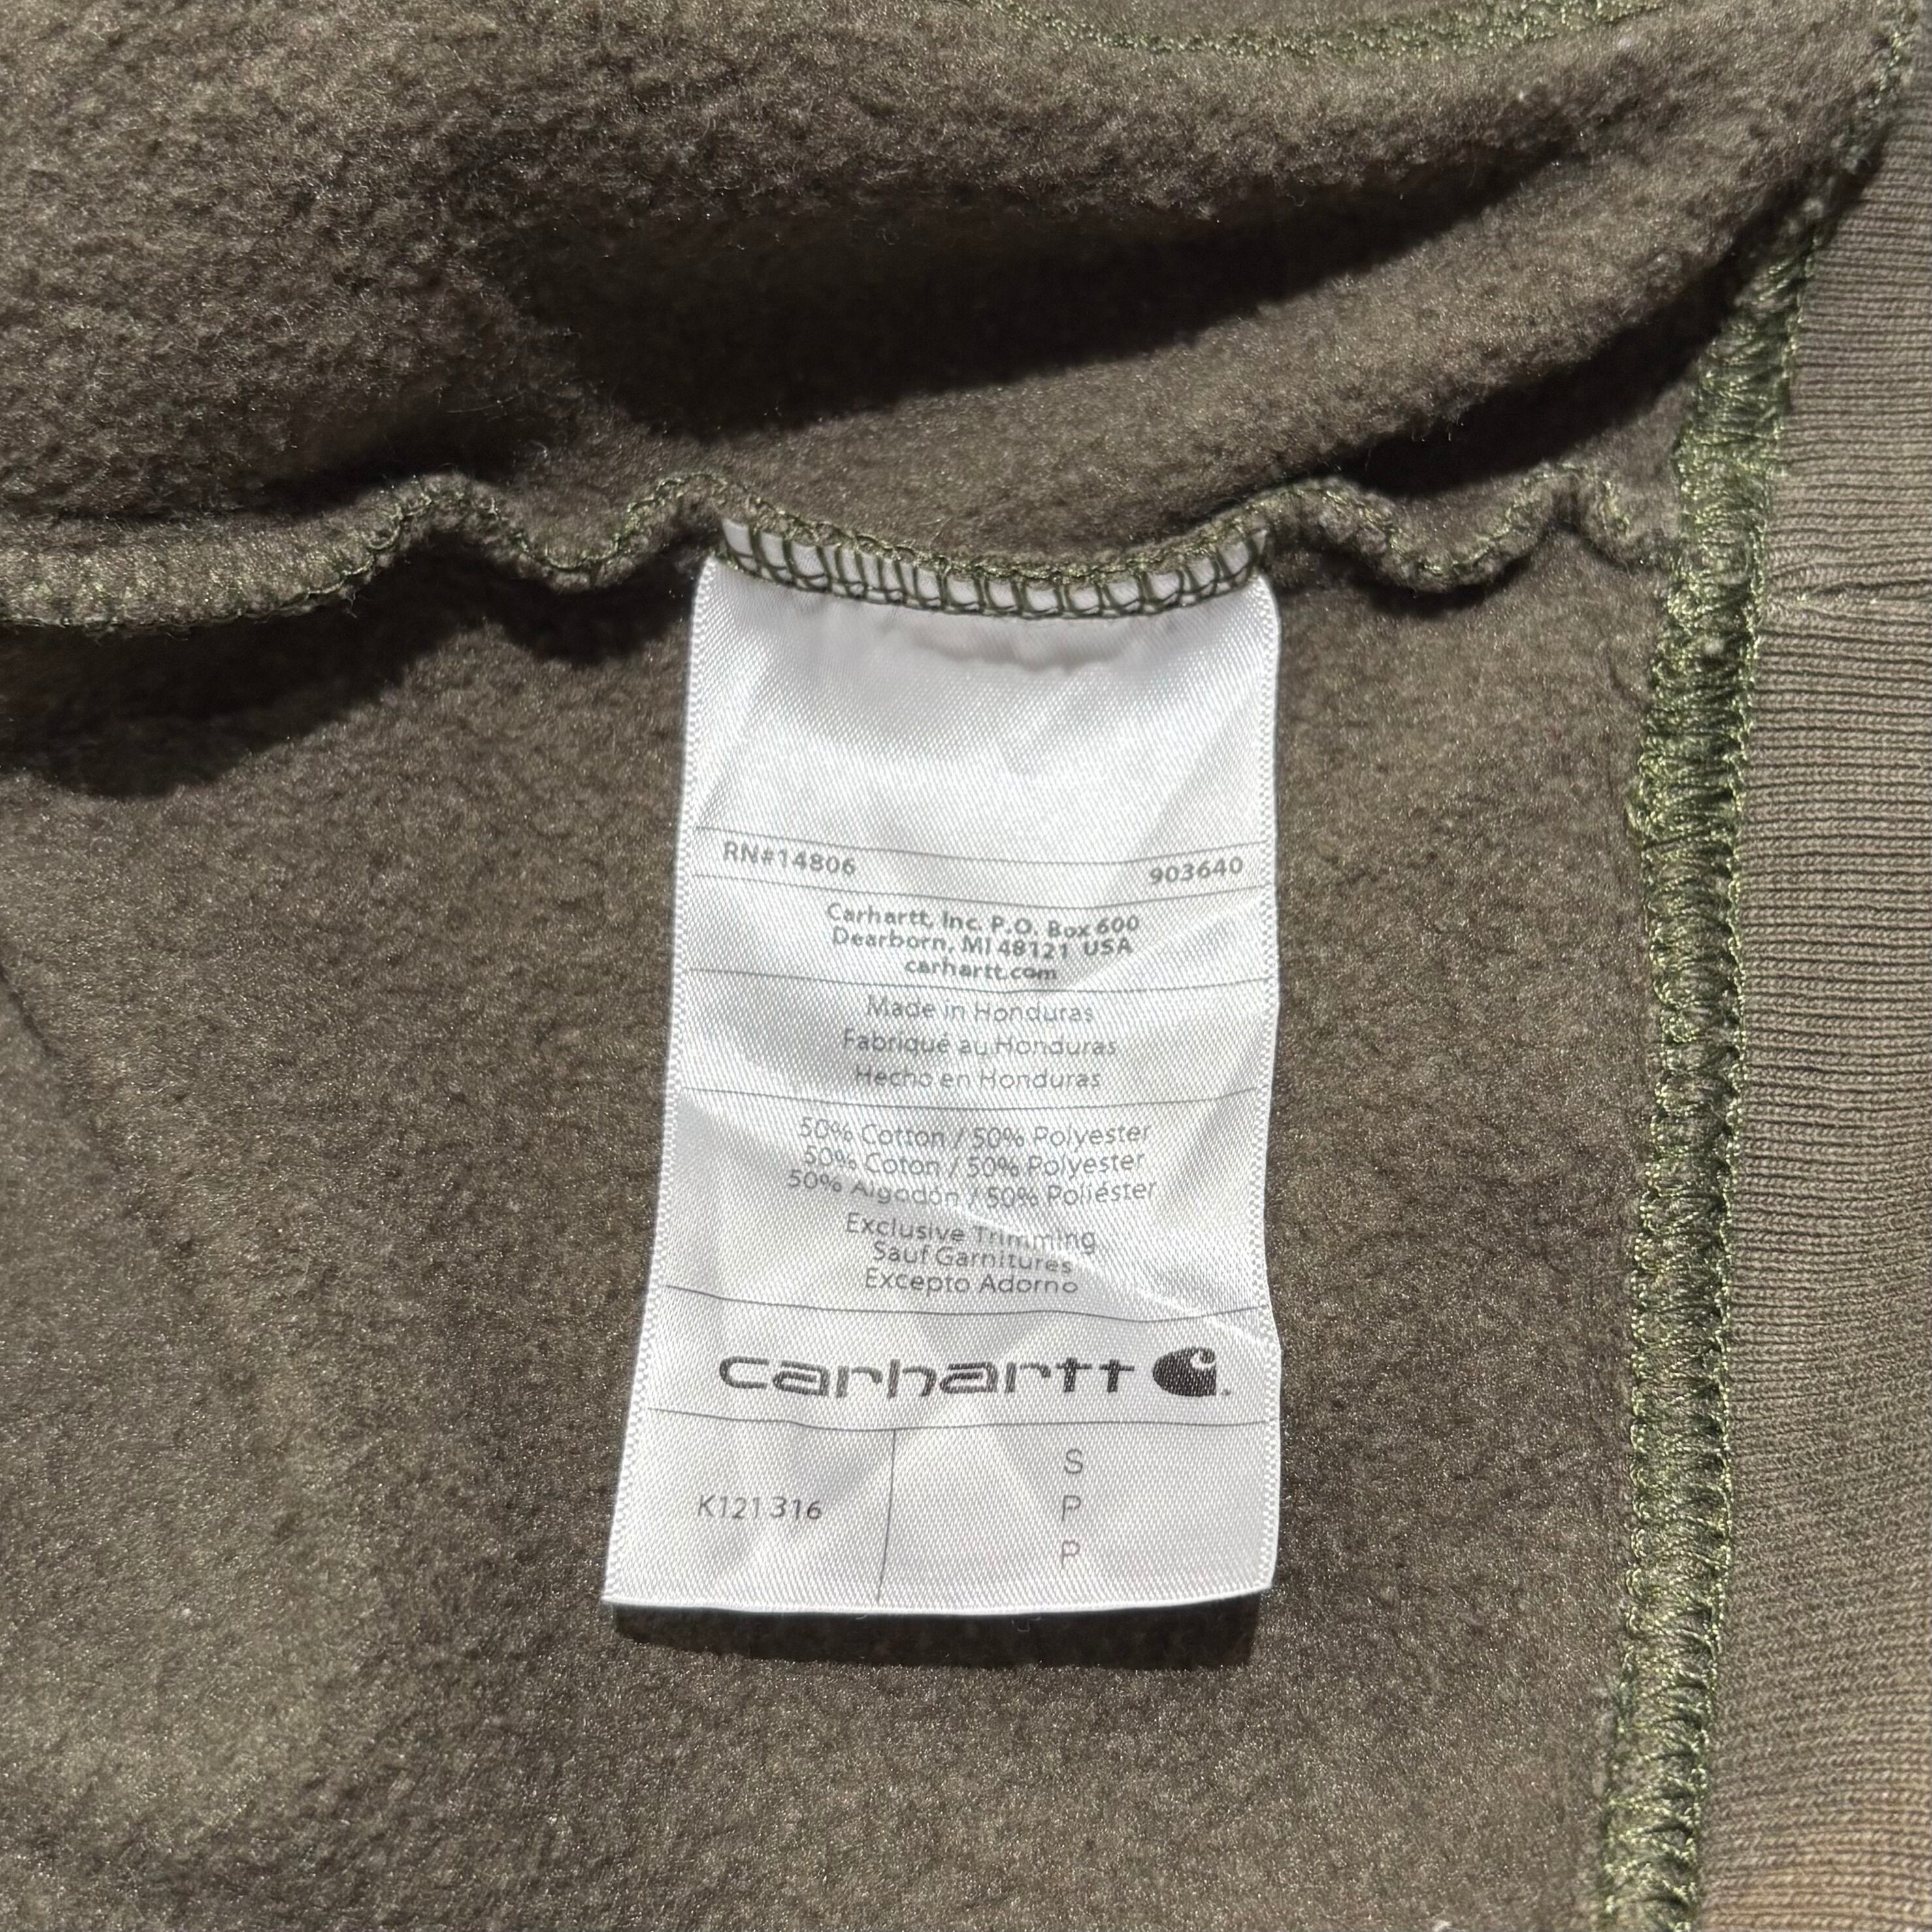 RN#14806 903640
Carhartt, Inc. P.O. Box 600
Dearborn, MI 48121 USA
carhartt.com
Made in Honduras
Fabriqué au Honduras
Hecho en Honduras
50% Cotton / 50% Polyester
50% Coton / 50% Polyester
50% Algodón / 50% Poliéster
Exclusive Trimming
Sauf Garnitures
Excepto Adorno
carhartt
S
K121 316 P
P